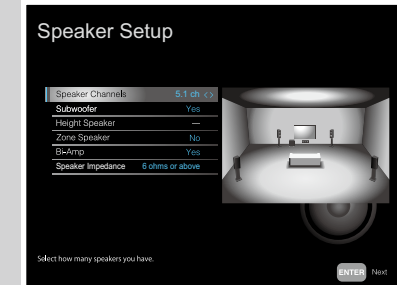 Speaker Setup
Speaker Channels 5.1 ch < >
Subwoofer Yes
Height Speaker —
Zone Speaker No
Bi-Amp Yes
Speaker Impedance 6 ohms or above
Select how many speakers you have.
ENTER Next